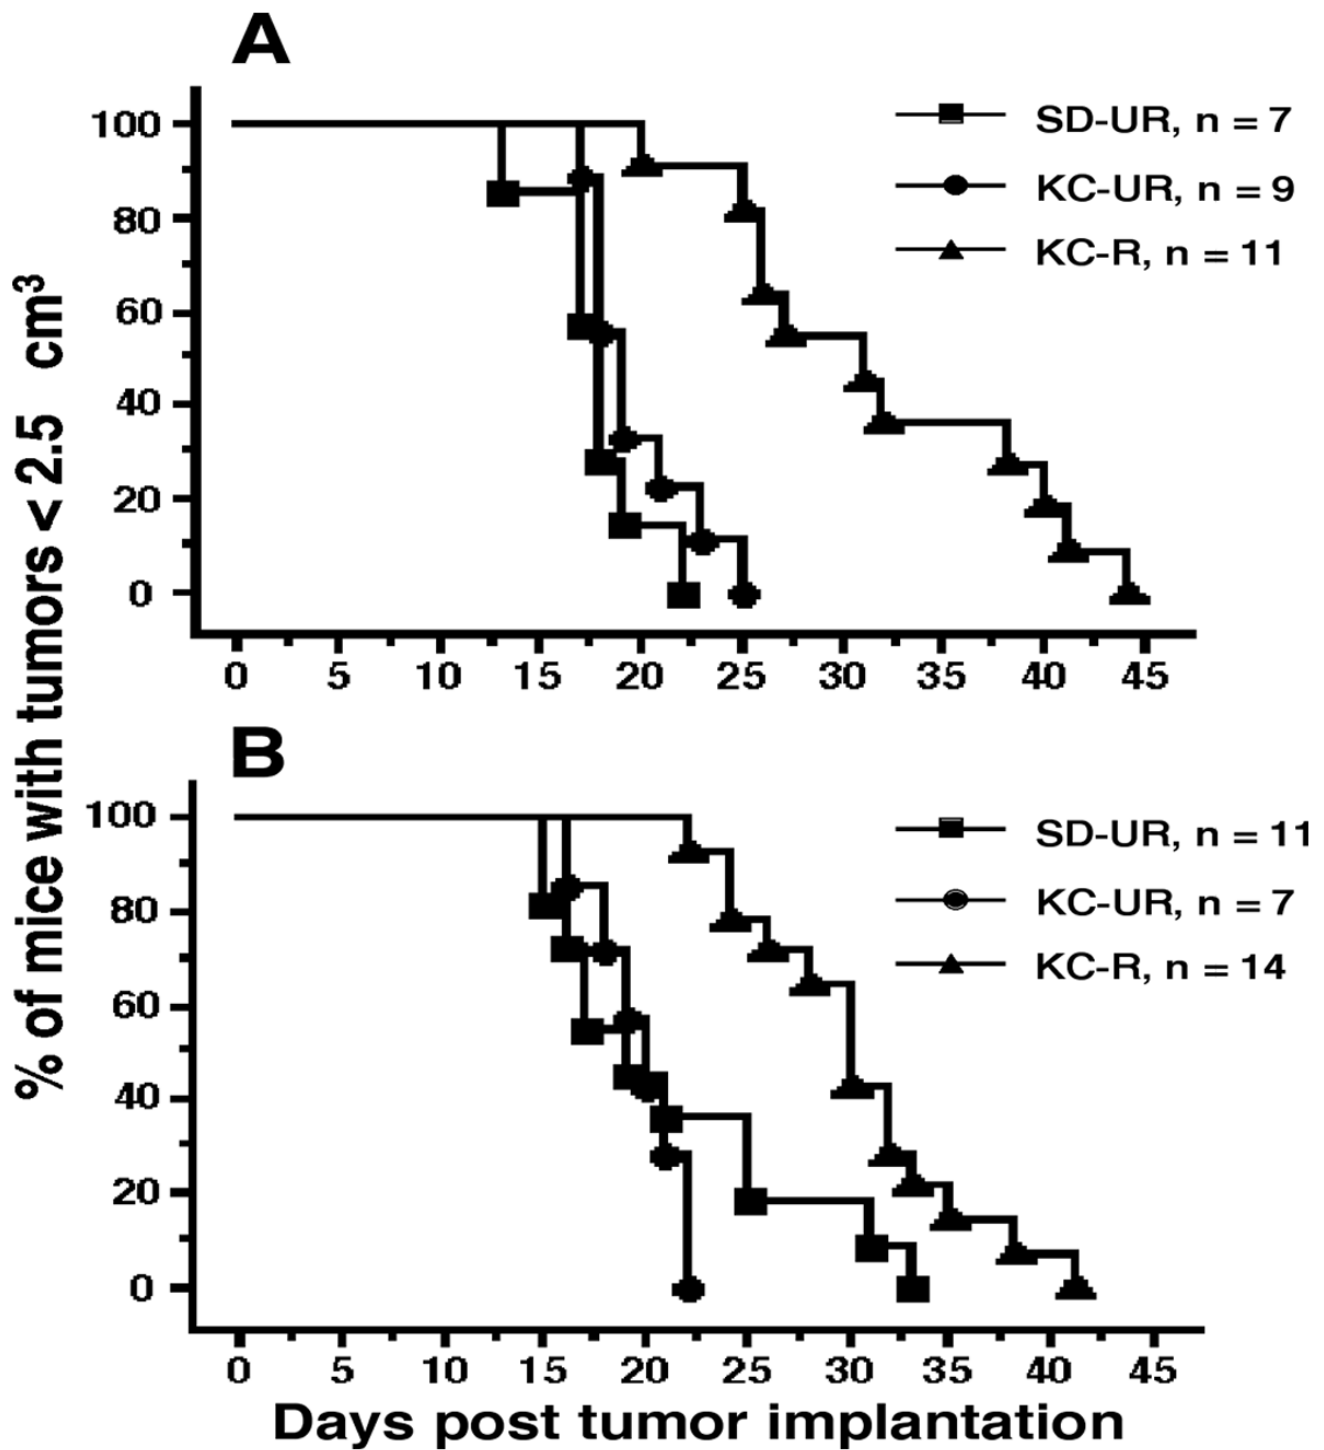 A
% of mice with tumors < 2.5 cm³
100
80
60
40
20
0
0 5 10 15 20 25 30 35 40 45
SD-UR, n = 7
KC-UR, n = 9
KC-R, n = 11
B
100
80
60
40
20
0
0 5 10 15 20 25 30 35 40 45
SD-UR, n = 11
KC-UR, n = 7
KC-R, n = 14
Days post tumor implantation